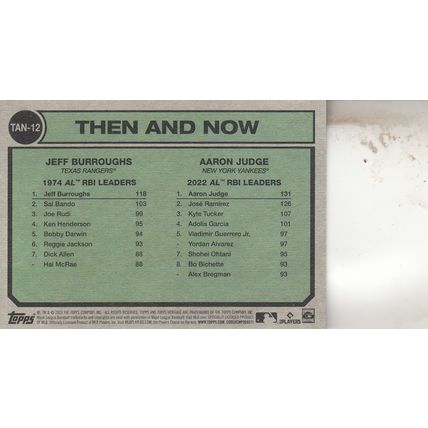 TAN-12
THEN AND NOW
JEFF BURROUGHS
TEXAS RANGERS®
1974 AL™ RBI LEADERS
1. Jeff Burroughs 118
2. Sal Bando 103
3. Joe Rudi 99
4. Ken Henderson 95
5. Bobby Darwin 94
6. Reggie Jackson 93
7. Dick Allen 88
- Hal McRae 88
AARON JUDGE
NEW YORK YANKEES®
2022 AL™ RBI LEADERS
1. Aaron Judge 131
2. José Ramírez 126
3. Kyle Tucker 107
4. Adolis García 101
5. Vladimir Guerrero Jr. 97
- Yordan Alvarez 97
7. Shohei Ohtani 95
8. Bo Bichette 93
- Alex Bregman 93
Topps
PLAYERS